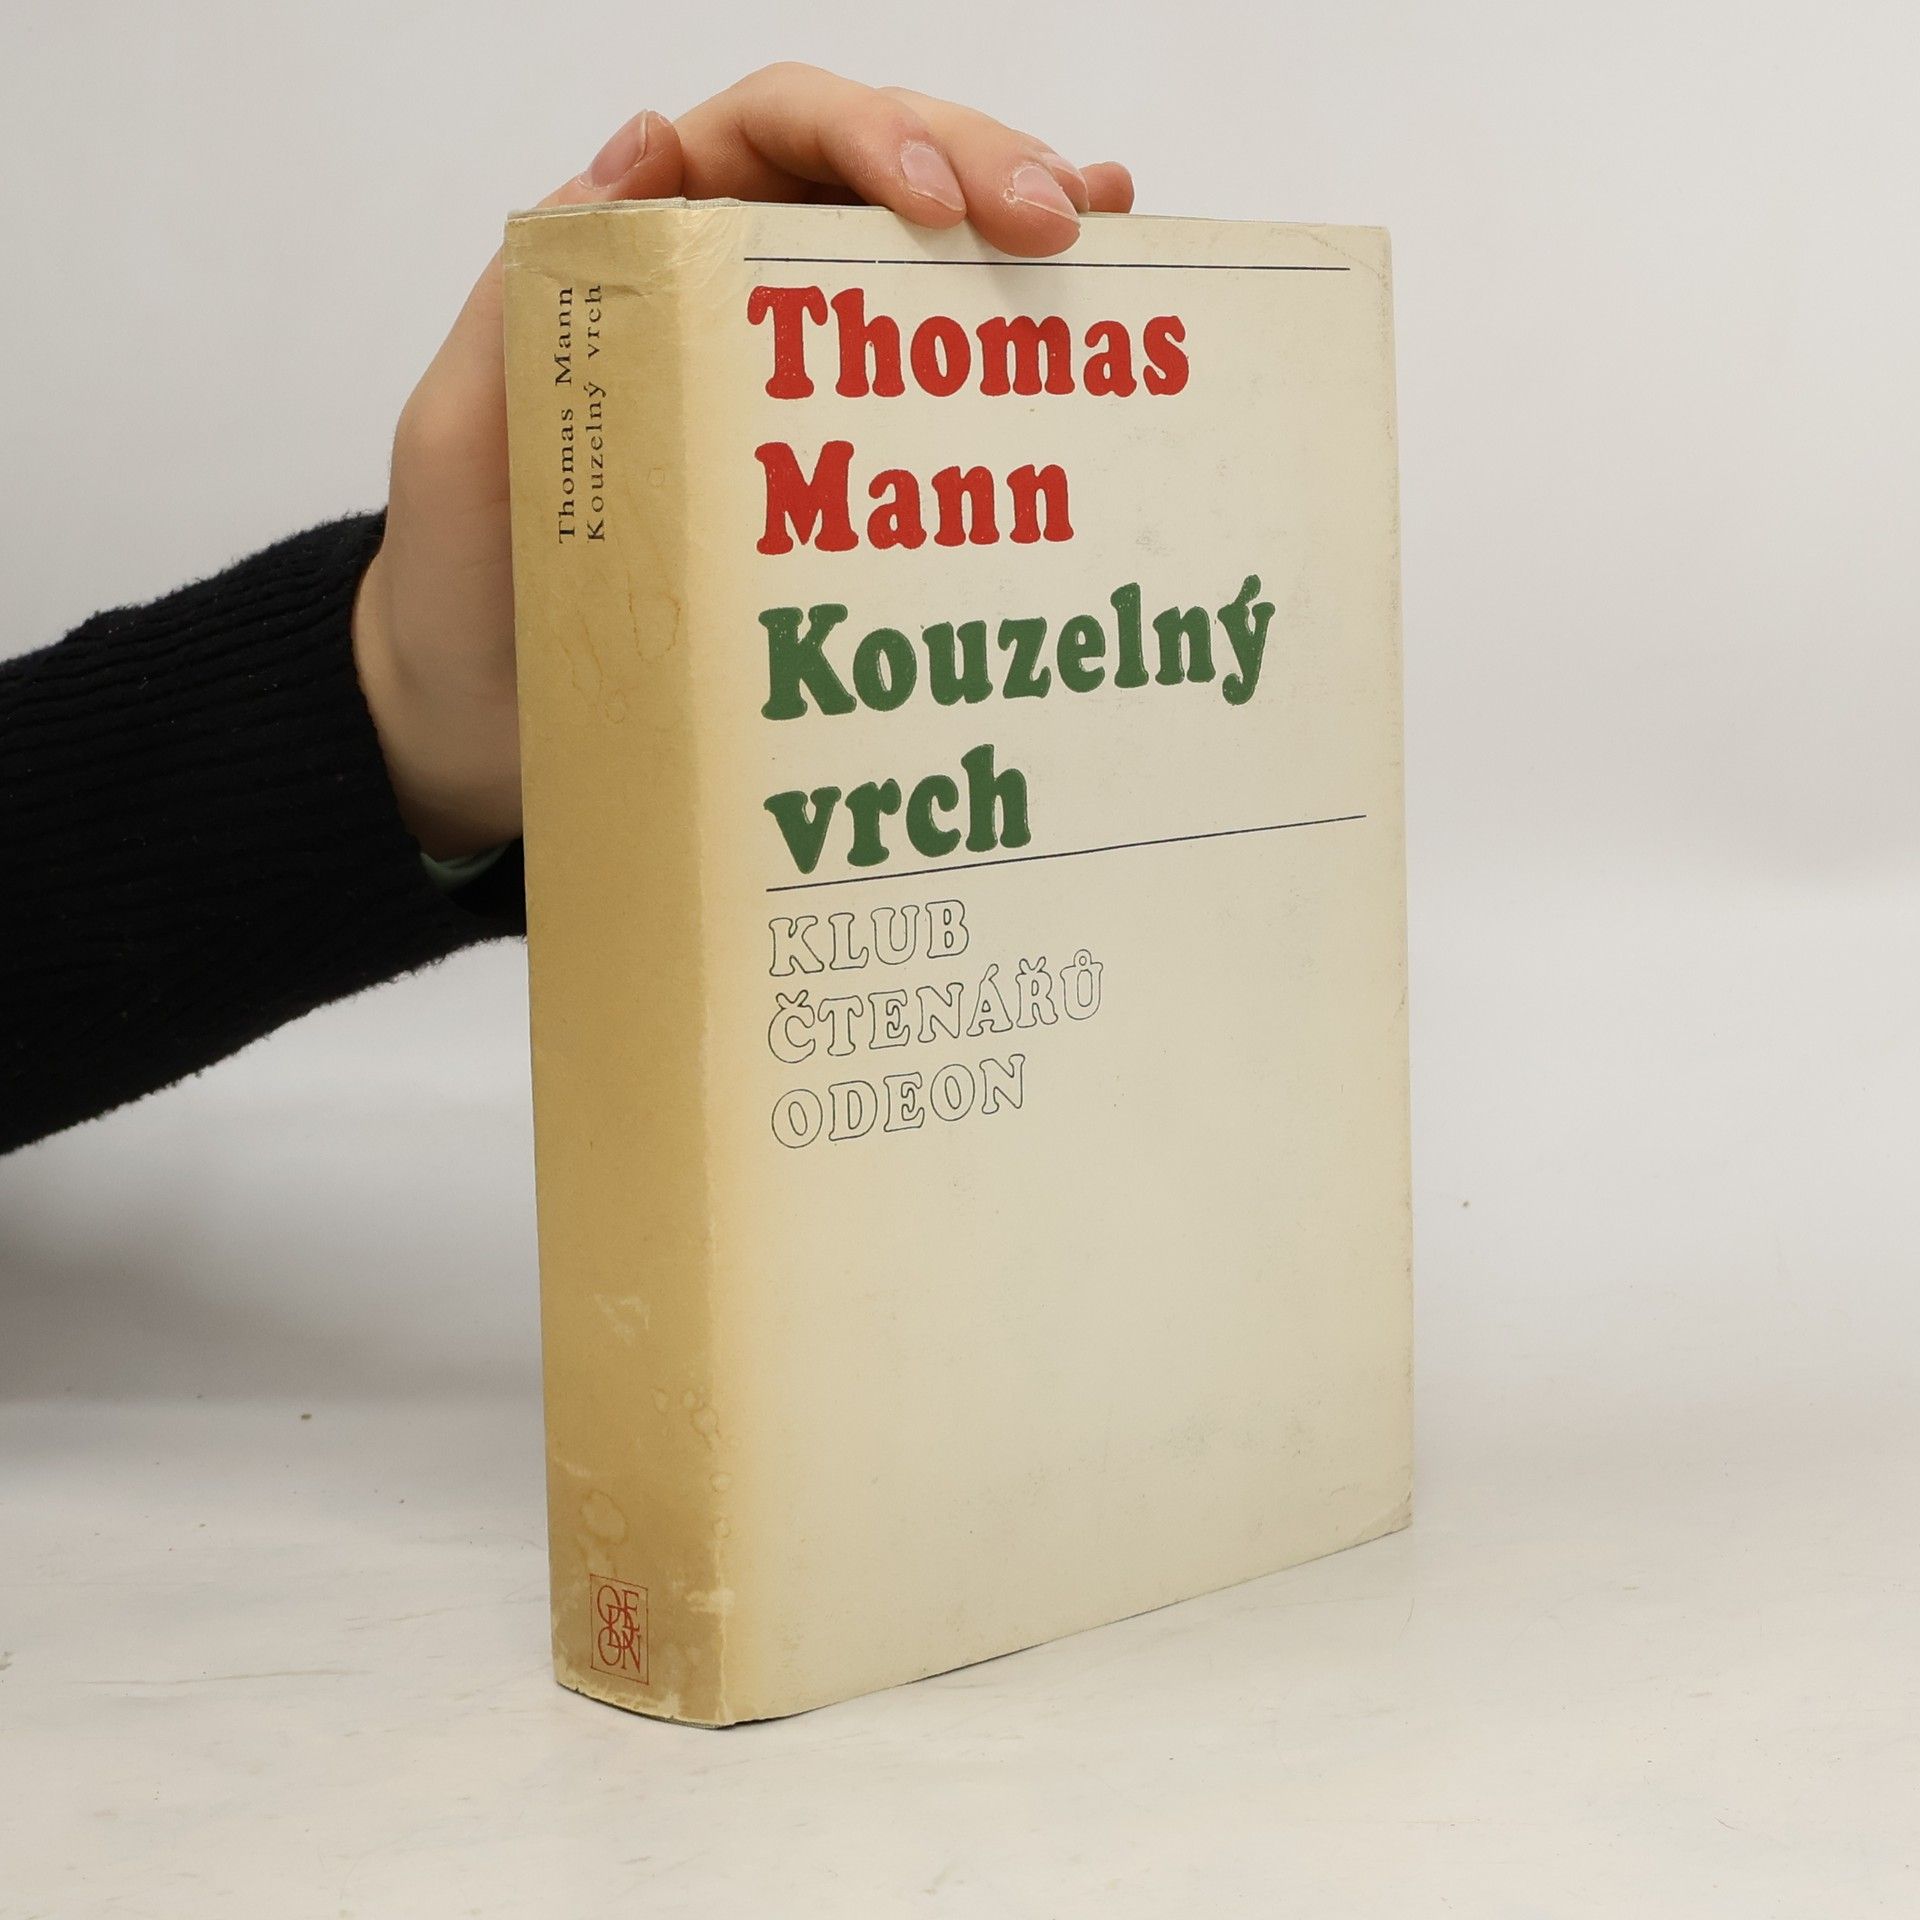 Thomas Mann
Kouzelný vrch
Thomas
Mann
Kouzelný
vrch
KLUB
ČTENÁŘŮ
ODEON
ODEON